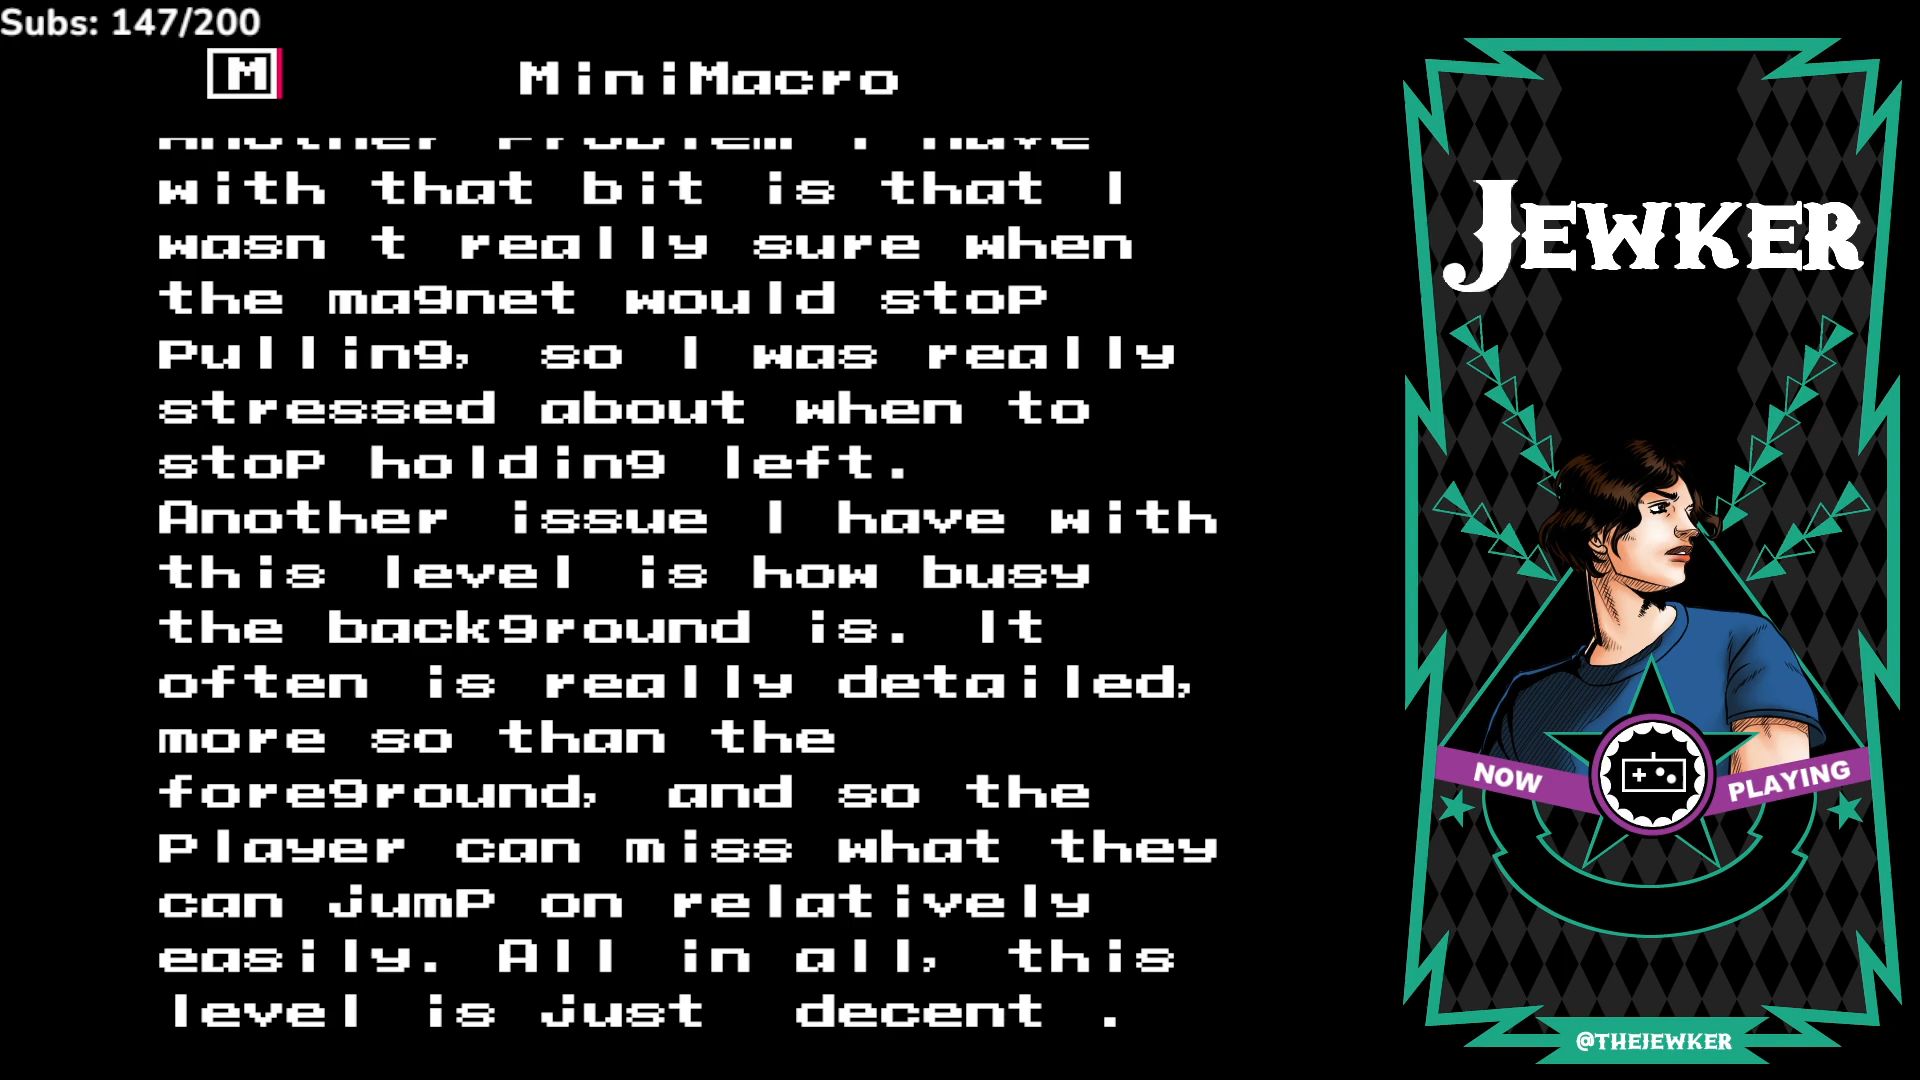 Subs: 147/200
M
MiniMacro
Another Problem I have
with that bit is that I
wasn t really sure when
the magnet would stoP
Pulling, so I was really
stressed about when to
stoP holding left.
Another issue I have with
this level is how busy
the background is. It
often is really detailed,
more so than the
foreground, and so the
Player can miss what they
can jumP on relatively
easily. All in all, this
level is just decent .
JEWKER
NOW PLAYING
@THEJEWKER